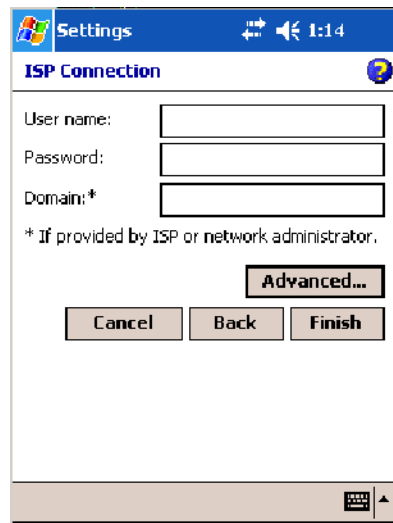 Settings 1:14
ISP Connection ?
User name:
Password:
Domain:*
* If provided by ISP or network administrator.
Advanced...
Cancel Back Finish